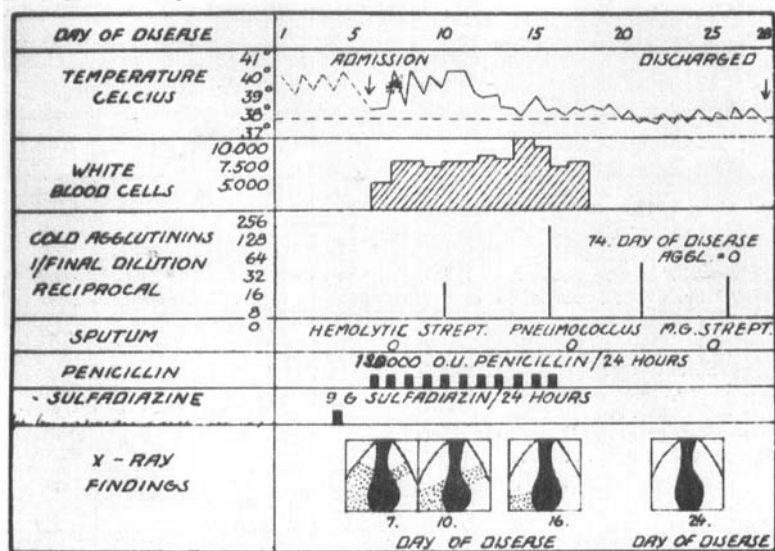 DAY OF DISEASE 1 5 10 15 20 25 28
41°
ADMISSION DISCHARGED
TEMPERATURE 40°
CELCIUS 39°
38°
37°
10.000
WHITE 7.500
BLOOD CELLS 5.000
256
COLD AGGLUTININS 128 74. DAY OF DISEASE
1/FINAL DILUTION 64 AGGL. = 0
RECIPROCAL 32
16
8
0
SPUTUM HEMOLYTIC STREPT. PNEUMOCOCCUS M.G. STREPT.
0 0 0
PENICILLIN O.U. PENICILLIN/24 HOURS
SULFADIAZINE 9 G SULFADIAZIN/24 HOURS
X-RAY
FINDINGS
7. 10. 16. 24.
DAY OF DISEASE DAY OF DISEASE